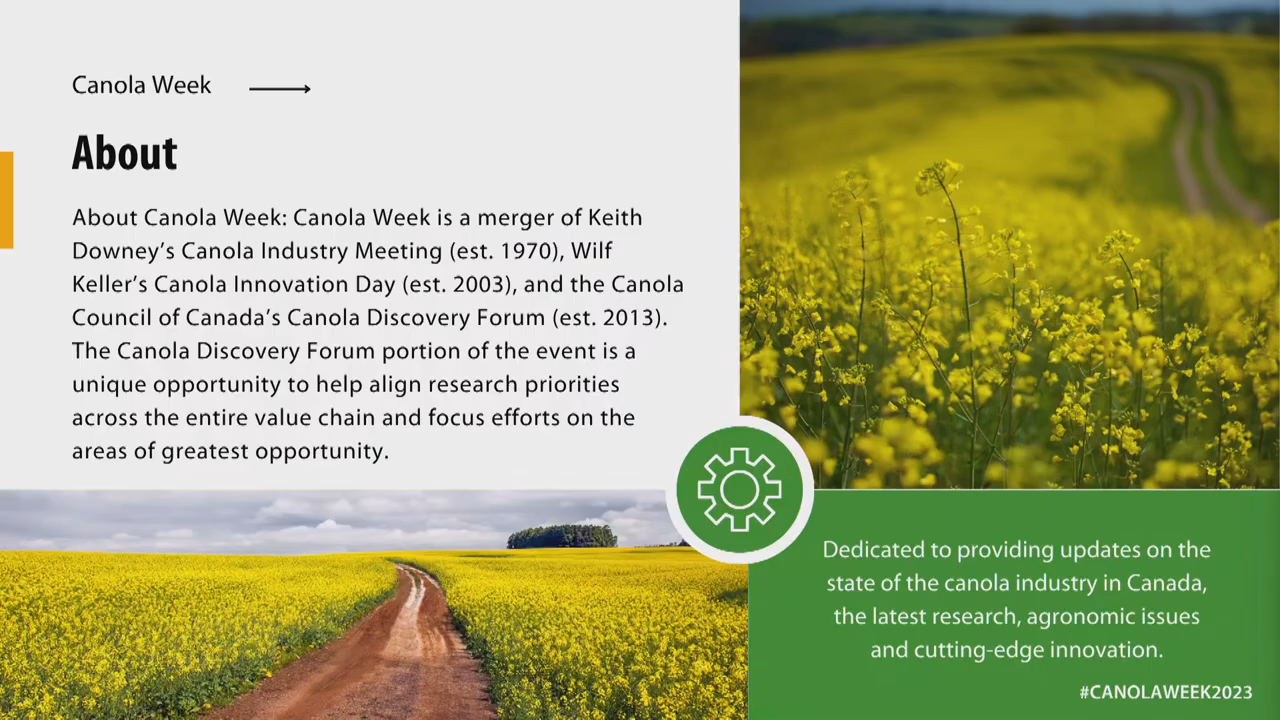 Canola Week
About
About Canola Week: Canola Week is a merger of Keith
Downey’s Canola Industry Meeting (est. 1970), Wilf
Keller’s Canola Innovation Day (est. 2003), and the Canola
Council of Canada’s Canola Discovery Forum (est. 2013).
The Canola Discovery Forum portion of the event is a
unique opportunity to help align research priorities
across the entire value chain and focus efforts on the
areas of greatest opportunity.
Dedicated to providing updates on the
state of the canola industry in Canada,
the latest research, agronomic issues
and cutting-edge innovation.
#CANOLAWEEK2023